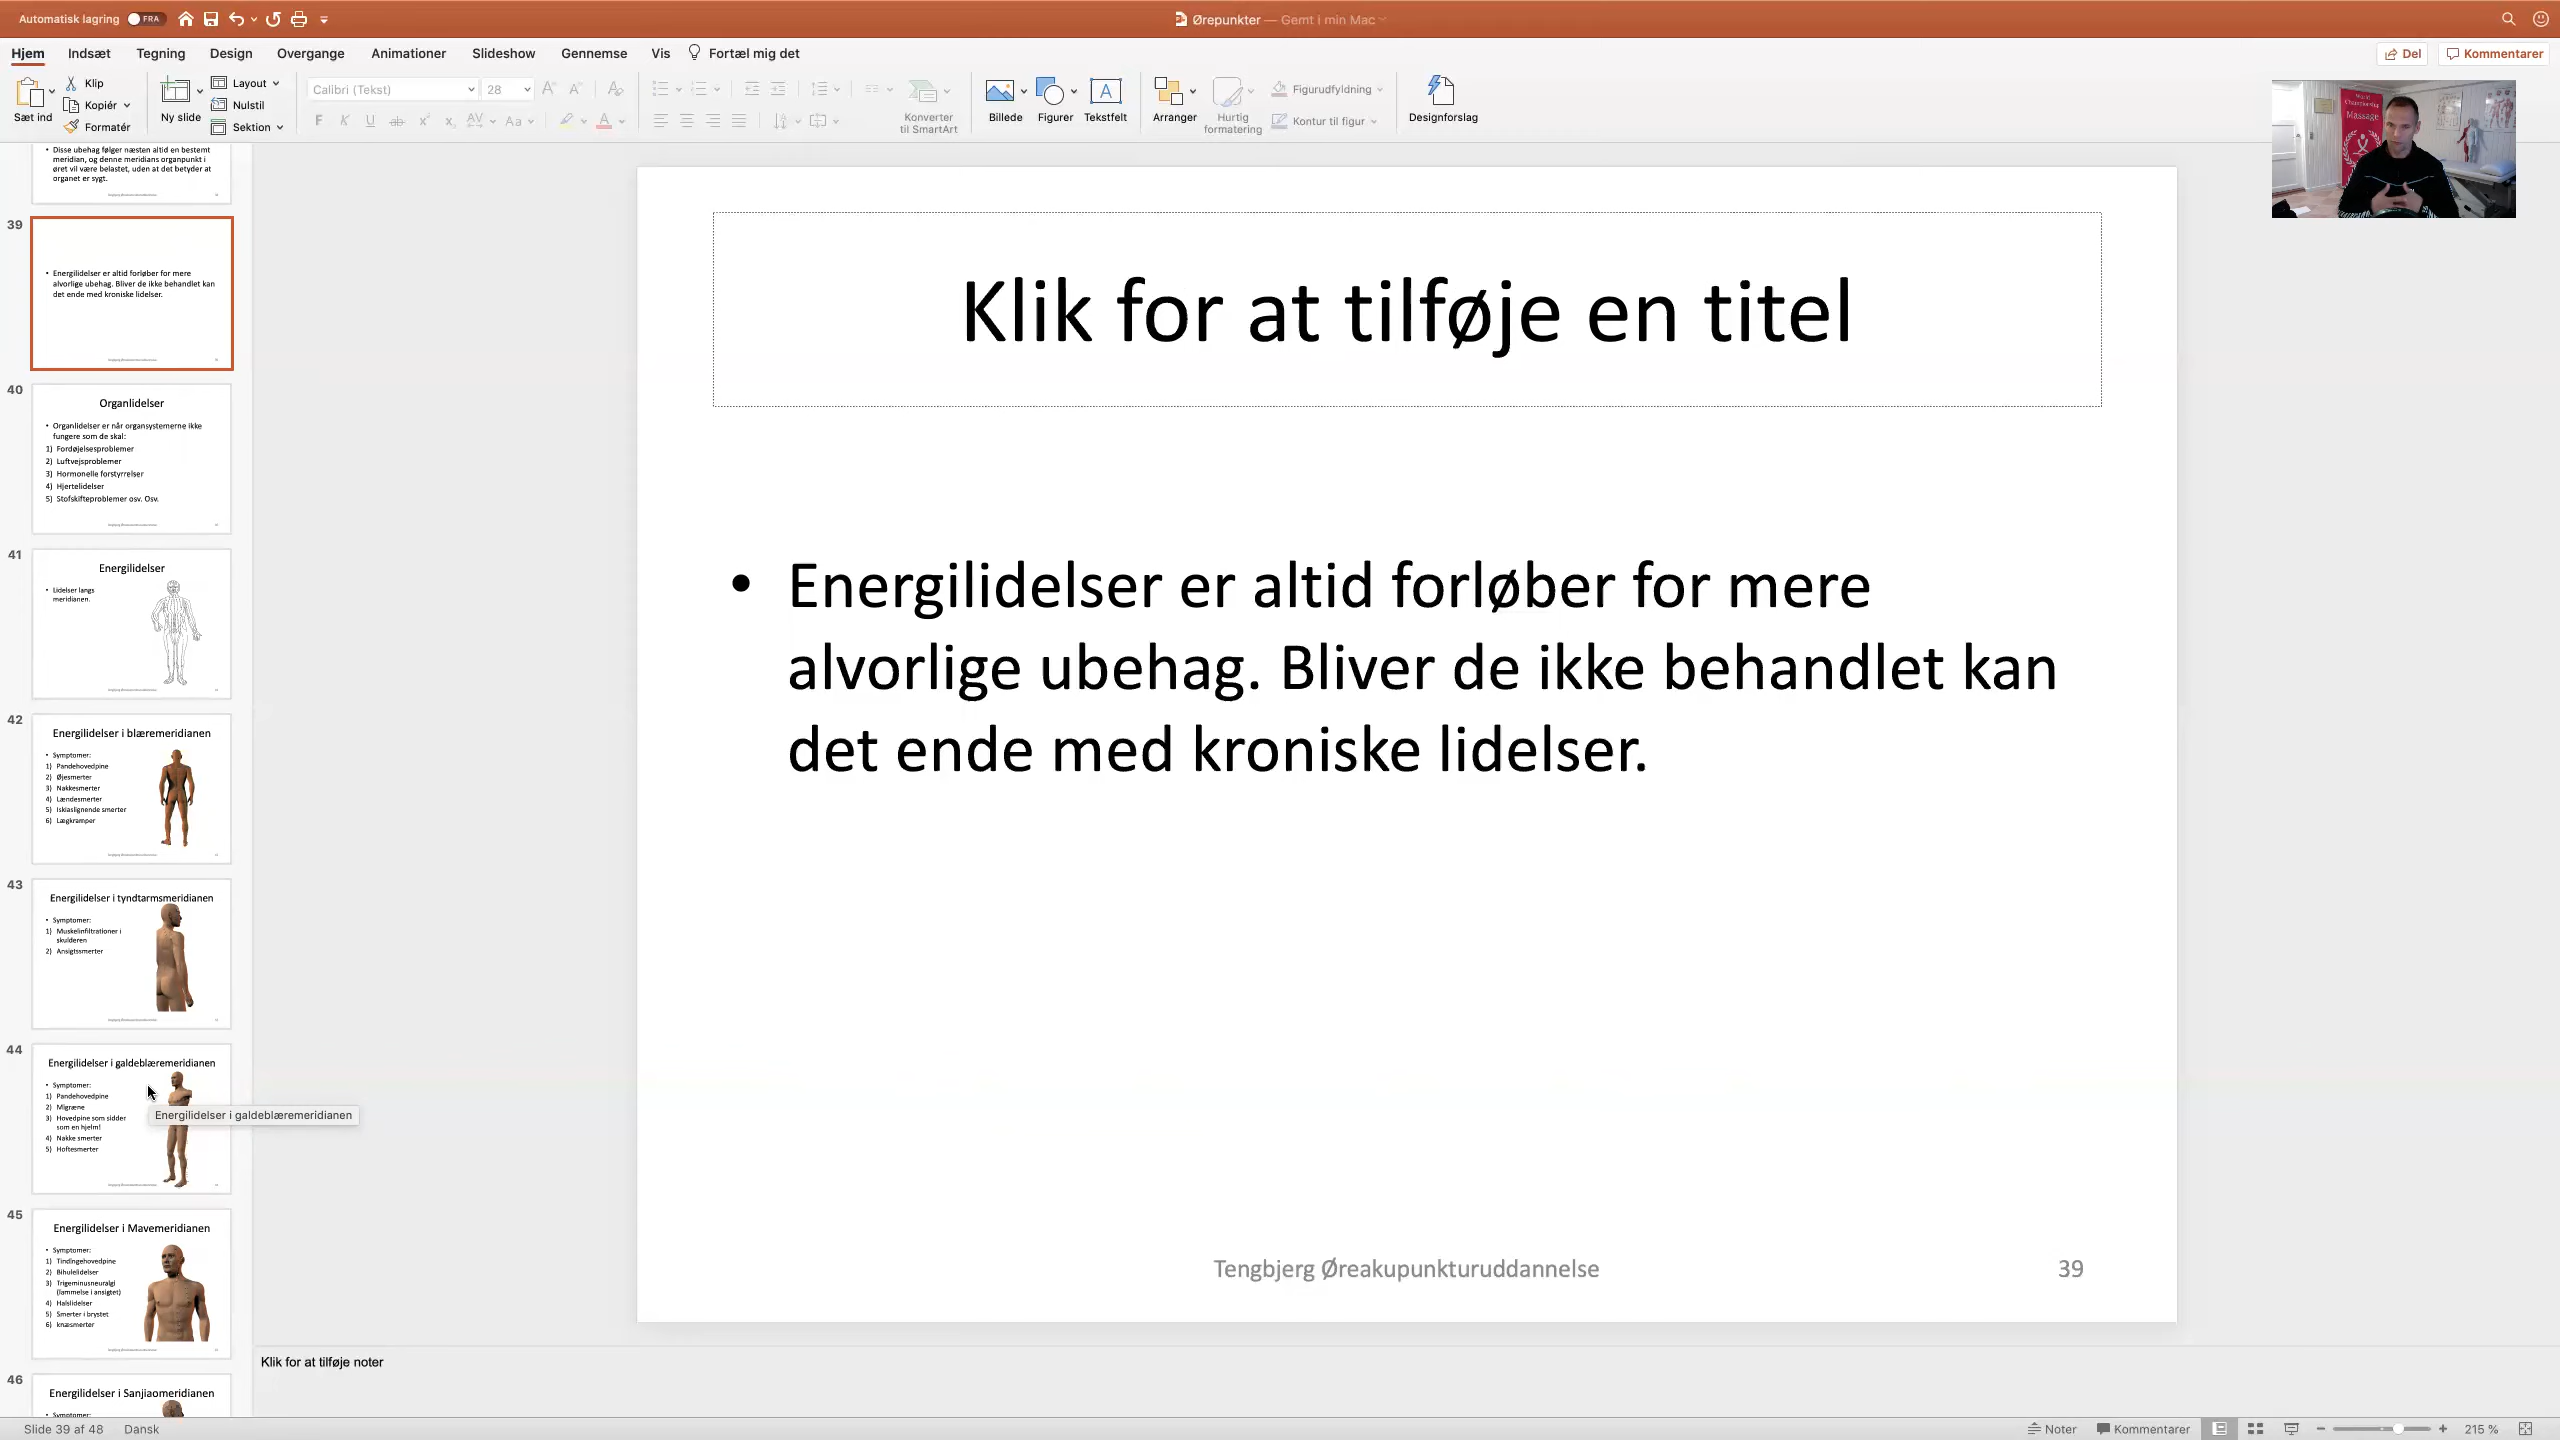 Automatisk lagring FRA
Ørepunkter — Gemt i min Mac
Hjem Indsæt Tegning Design Overgange Animationer Slideshow Gennemse Vis Fortæl mig det
Del Kommentarer
Sæt ind
Klip
Kopiér
Formatér
Ny slide
Layout
Nulstil
Sektion
Calibri (Tekst) 28
Konverter
til SmartArt
Billede
Figurer
Tekstfelt
Arranger
Hurtig
formatering
Figurudfyldning
Kontur til figur
Designforslag
Massage
• Disse ubehag følger næsten altid en bestemt
meridian, og denne meridians organpunkt i
øret vil være belastet, uden at det betyder at
organet er sygt.
39
• Energilidelser er altid forløber for mere
alvorlige ubehag. Bliver de ikke behandlet kan
det ende med kroniske lidelser.
40
Organlidelser
• Organlidelser er når organsystemerne ikke
fungere som de skal:
1) Fordøjelsesproblemer
2) Luftvejsproblemer
3) Hormonelle forstyrrelser
4) Hjertelidelser
5) Stofskifteproblemer osv. Osv.
41
Energilidelser
• Lidelser langs
meridianen.
42
Energilidelser i blæremeridianen
• Symptomer:
1) Pandehovedpine
2) Øjesmerter
3) Nakkesmerter
4) Lændesmerter
5) Isklaslignende smerter
6) Lægkramper
43
Energilidelser i tyndtarmsmeridianen
• Symptomer:
1) Muskelinfiltrationer i
skulderen
2) Ansigtssmerter
44
Energilidelser i galdeblæremeridianen
• Symptomer:
1) Pandehovedpine
2) Migræne
3) Hovedpine som sidder
som en hjelm!
4) Nakke smerter
5) Hoftesmerter
Energilidelser i galdeblæremeridianen
45
Energilidelser i Mavemeridianen
• Symptomer:
1) Tindingehovedpine
2) Bihulelidelser
3) Trigeminusneuralgi
(lammelse i ansigtet)
4) Halslidelser
5) Smerter i brystet
6) knæsmerter
46
Energilidelser i Sanjiaomeridianen
• Symptomer:
Klik for at tilføje en titel
• Energilidelser er altid forløber for mere
alvorlige ubehag. Bliver de ikke behandlet kan
det ende med kroniske lidelser.
Tengbjerg Øreakupunkturuddannelse 39
Klik for at tilføje noter
Slide 39 af 48 Dansk
Noter Kommentarer 215 %